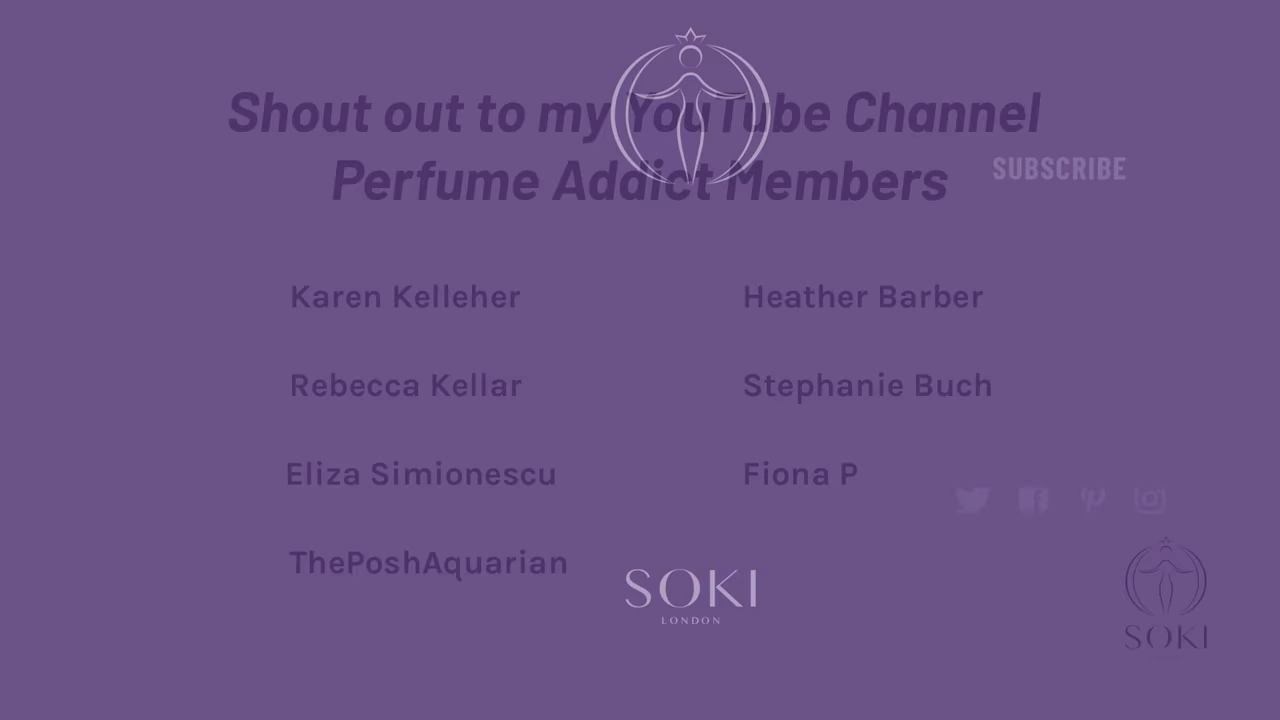 Shout out to my YouTube Channel
Perfume Addict Members
SUBSCRIBE
Karen Kelleher
Heather Barber
Rebecca Kellar
Stephanie Buch
Eliza Simionescu
Fiona P
ThePoshAquarian
SOKI
LONDON
SOKI